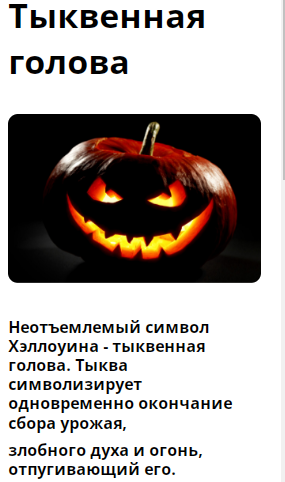 Тыквенная
голова
Неотъемлемый символ
Хэллоуина - тыквенная
голова. Тыква
символизирует
одновременно окончание
сбора урожая,
злобного духа и огонь,
отпугивающий его.